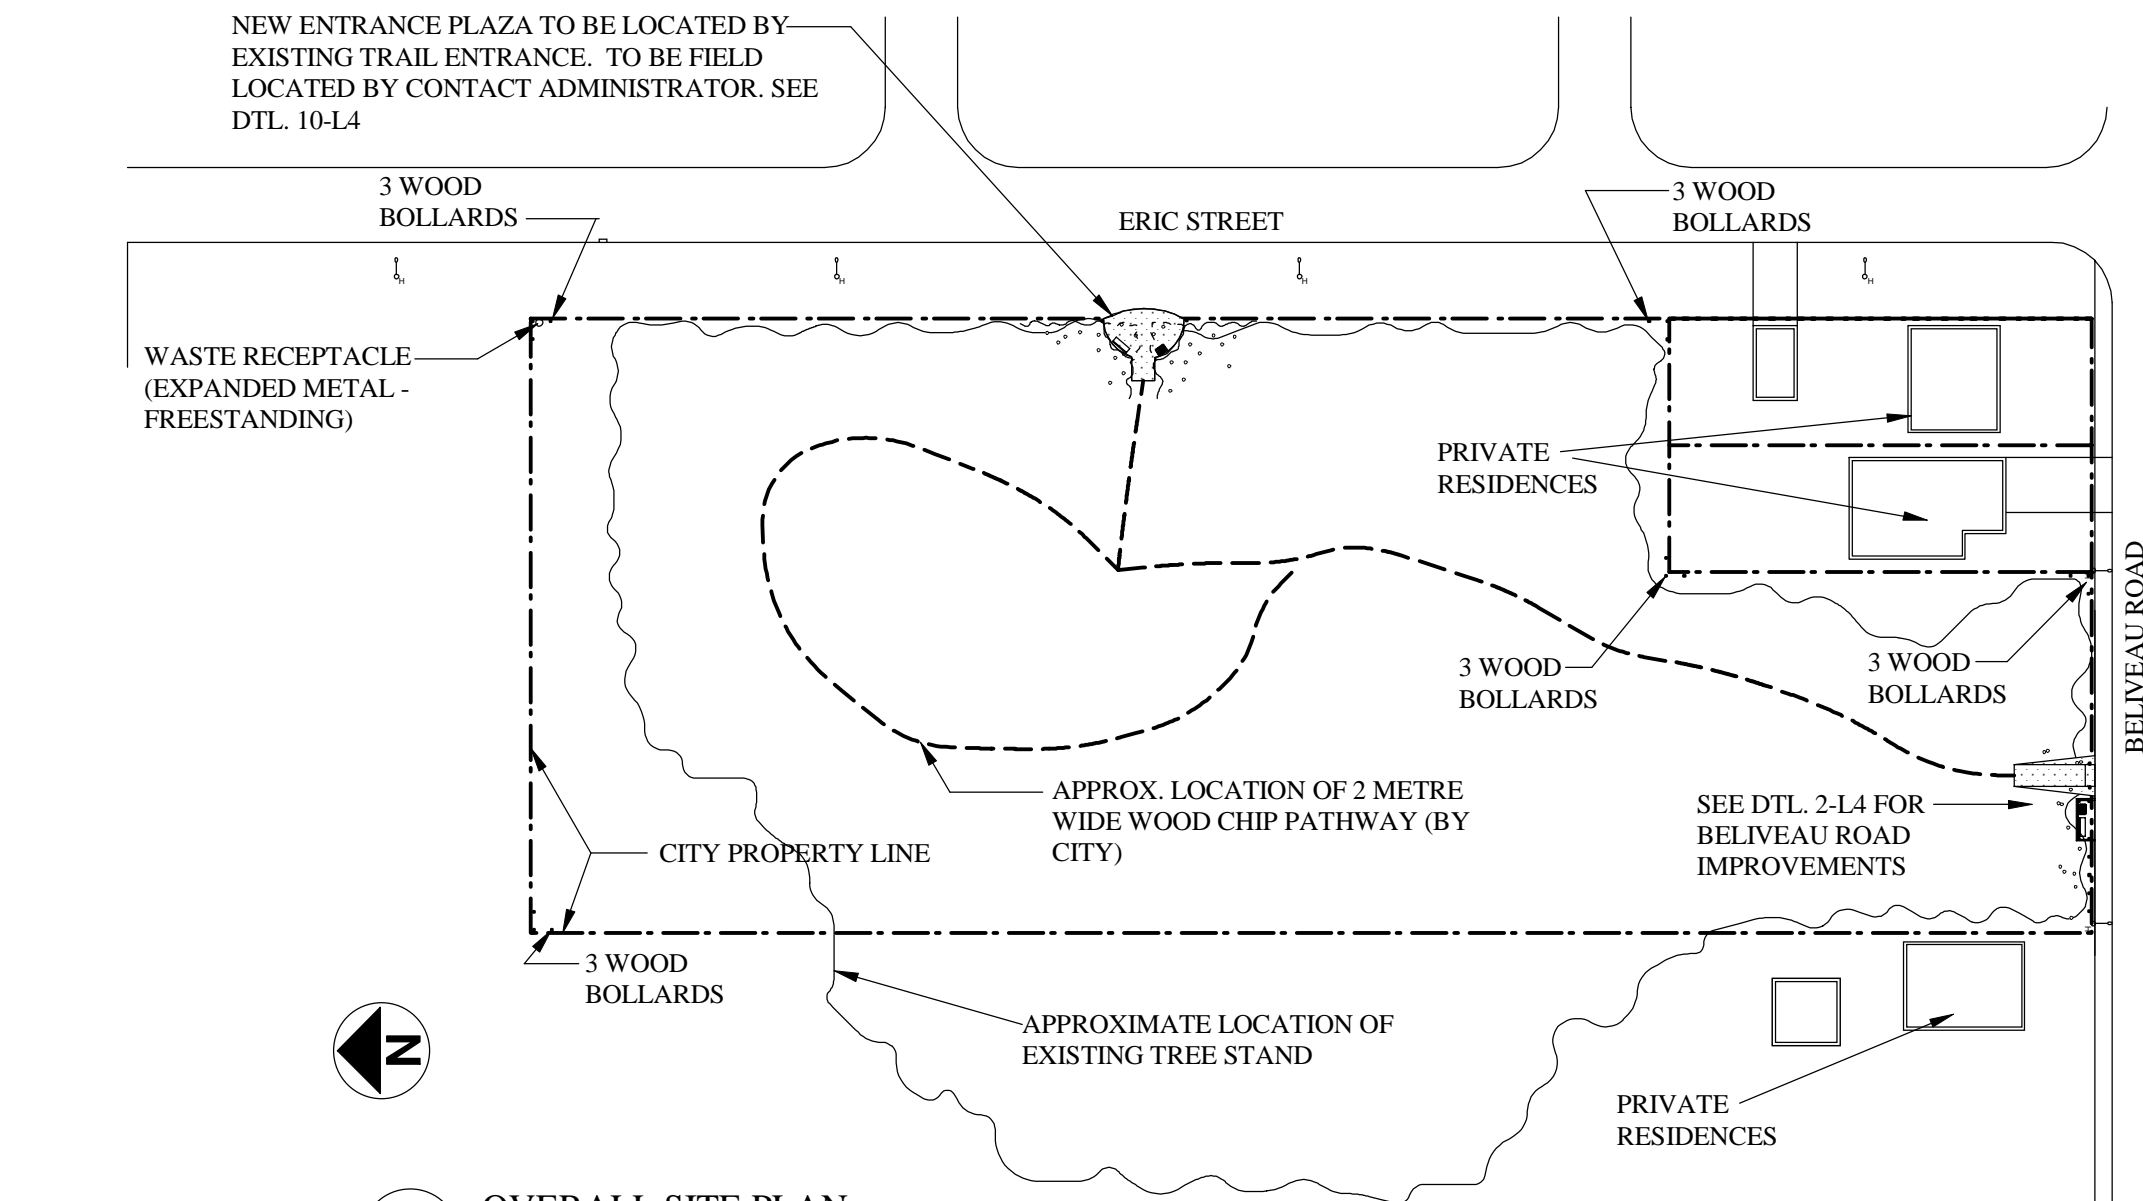 NEW ENTRANCE PLAZA TO BE LOCATED BY
EXISTING TRAIL ENTRANCE. TO BE FIELD
LOCATED BY CONTACT ADMINISTRATOR. SEE
DTL. 10-L4
3 WOOD
BOLLARDS
ERIC STREET
3 WOOD
BOLLARDS
H
H
H
H
WASTE RECEPTACLE
(EXPANDED METAL -
FREESTANDING)
PRIVATE
RESIDENCES
BELIVEAU ROAD
3 WOOD
BOLLARDS
3 WOOD
BOLLARDS
APPROX. LOCATION OF 2 METRE
WIDE WOOD CHIP PATHWAY (BY
CITY)
SEE DTL. 2-L4 FOR
BELIVEAU ROAD
IMPROVEMENTS
CITY PROPERTY LINE
3 WOOD
BOLLARDS
N
APPROXIMATE LOCATION OF
EXISTING TREE STAND
PRIVATE
RESIDENCES
OVERALL SITE PLAN